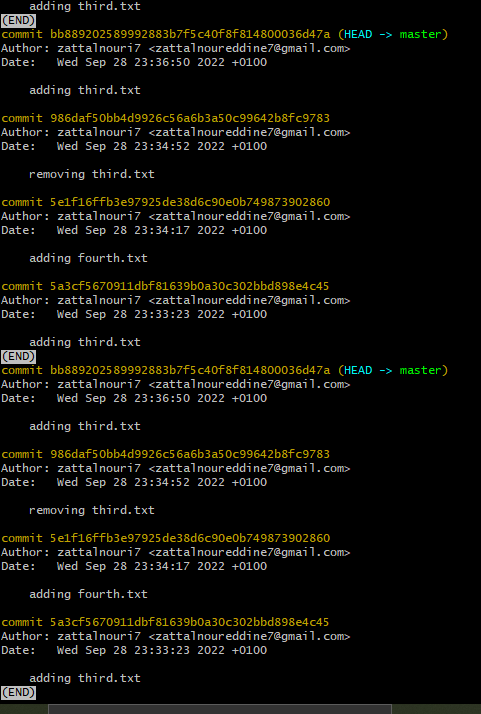 adding third.txt
(END)
commit bb889202589992883b7f5c40f8f814800036d47a (HEAD -> master)
Author: zattalnouri7 <zattalnoureddine7@gmail.com>
Date:   Wed Sep 28 23:36:50 2022 +0100
adding third.txt
commit 986daf50bb4d9926c56a6b3a50c99642b8fc9783
Author: zattalnouri7 <zattalnoureddine7@gmail.com>
Date:   Wed Sep 28 23:34:52 2022 +0100
removing third.txt
commit 5e1f16ffb3e97925de38d6c90e0b749873902860
Author: zattalnouri7 <zattalnoureddine7@gmail.com>
Date:   Wed Sep 28 23:34:17 2022 +0100
adding fourth.txt
commit 5a3cf5670911dbf81639b0a30c302bbd898e4c45
Author: zattalnouri7 <zattalnoureddine7@gmail.com>
Date:   Wed Sep 28 23:33:23 2022 +0100
adding third.txt
(END)
commit bb889202589992883b7f5c40f8f814800036d47a (HEAD -> master)
Author: zattalnouri7 <zattalnoureddine7@gmail.com>
Date:   Wed Sep 28 23:36:50 2022 +0100
adding third.txt
commit 986daf50bb4d9926c56a6b3a50c99642b8fc9783
Author: zattalnouri7 <zattalnoureddine7@gmail.com>
Date:   Wed Sep 28 23:34:52 2022 +0100
removing third.txt
commit 5e1f16ffb3e97925de38d6c90e0b749873902860
Author: zattalnouri7 <zattalnoureddine7@gmail.com>
Date:   Wed Sep 28 23:34:17 2022 +0100
adding fourth.txt
commit 5a3cf5670911dbf81639b0a30c302bbd898e4c45
Author: zattalnouri7 <zattalnoureddine7@gmail.com>
Date:   Wed Sep 28 23:33:23 2022 +0100
adding third.txt
(END)